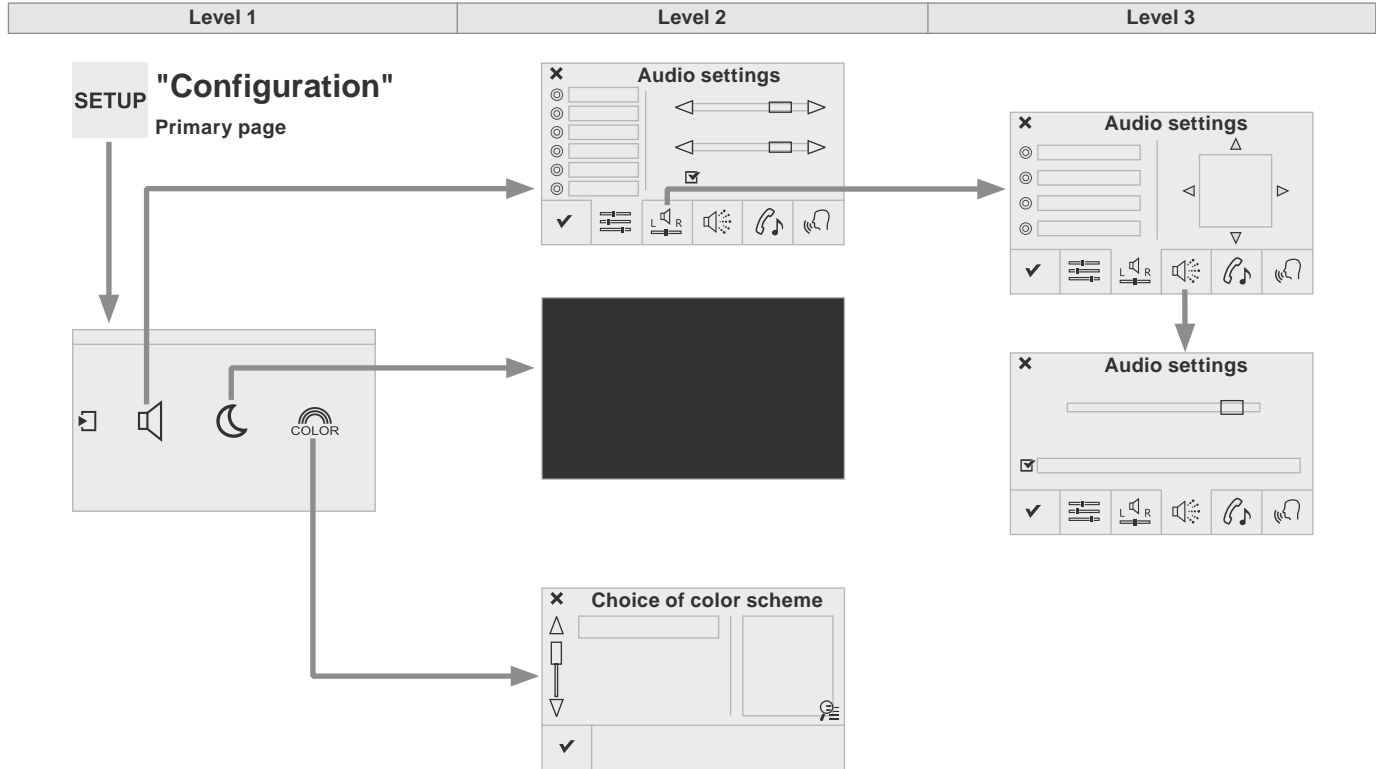 Level 1
Level 2
Level 3
SETUP
"Configuration"
Primary page
Audio settings
L R
Audio settings
L R
COLOR
Audio settings
L R
Choice of color scheme